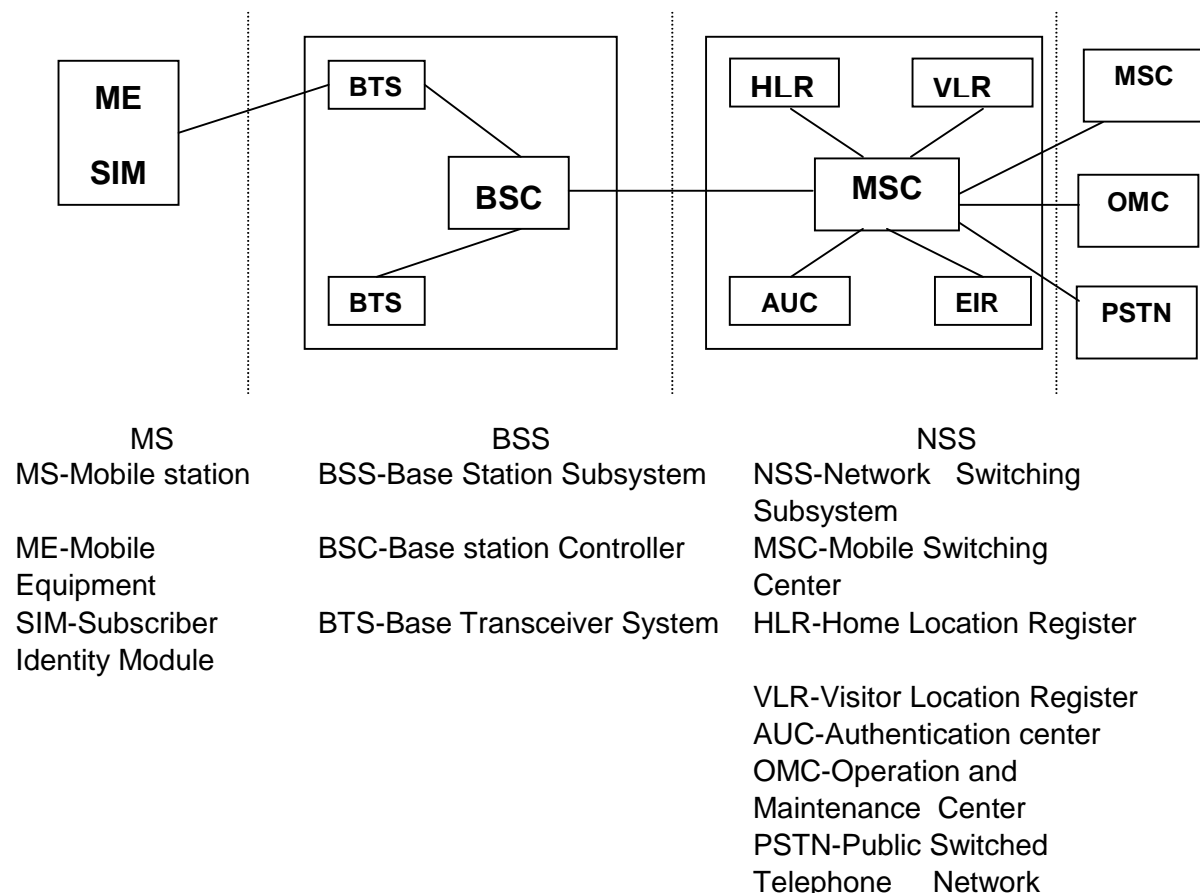 ME
SIM
BTS
BSC
BTS
HLR
VLR
MSC
AUC
EIR
MSC
OMC
PSTN
MS
BSS
NSS
MS-Mobile station
BSS-Base Station Subsystem
NSS-Network Switching
Subsystem
ME-Mobile
Equipment
BSC-Base station Controller
MSC-Mobile Switching
Center
SIM-Subscriber
Identity Module
BTS-Base Transceiver System
HLR-Home Location Register
VLR-Visitor Location Register
AUC-Authentication center
OMC-Operation and
Maintenance Center
PSTN-Public Switched
Telephone Network